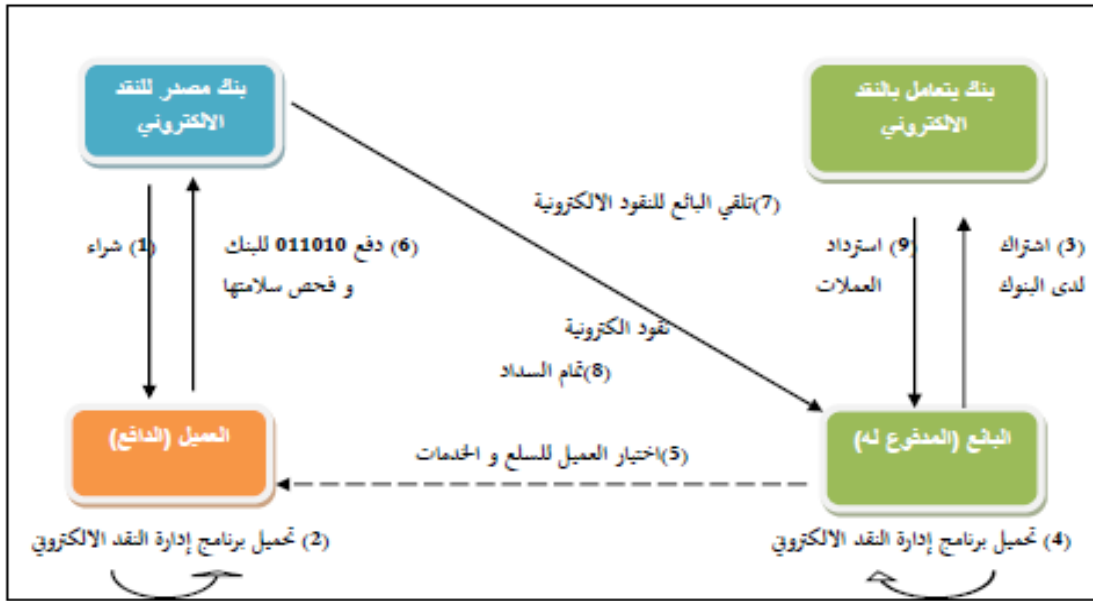 بنك مصدر للنقد
الالكتروني
بنك يتعامل بالنقد
الالكتروني
(7)تلقي البائع للنقود الالكترونية
(1) شراء
(6) دفع 011010 للبنك
و فحص سلامتها
(9) استرداد
العملات
(3) اشتراك
لدى البنوك
نقود الكترونية
(8)تمام السداد
العميل (الدافع)
البائع (المدفوع له)
(5)اختيار العميل للسلع و الخدمات
(2) تحميل برنامج إدارة النقد الالكتروني
(4) تحميل برنامج إدارة النقد الالكتروني